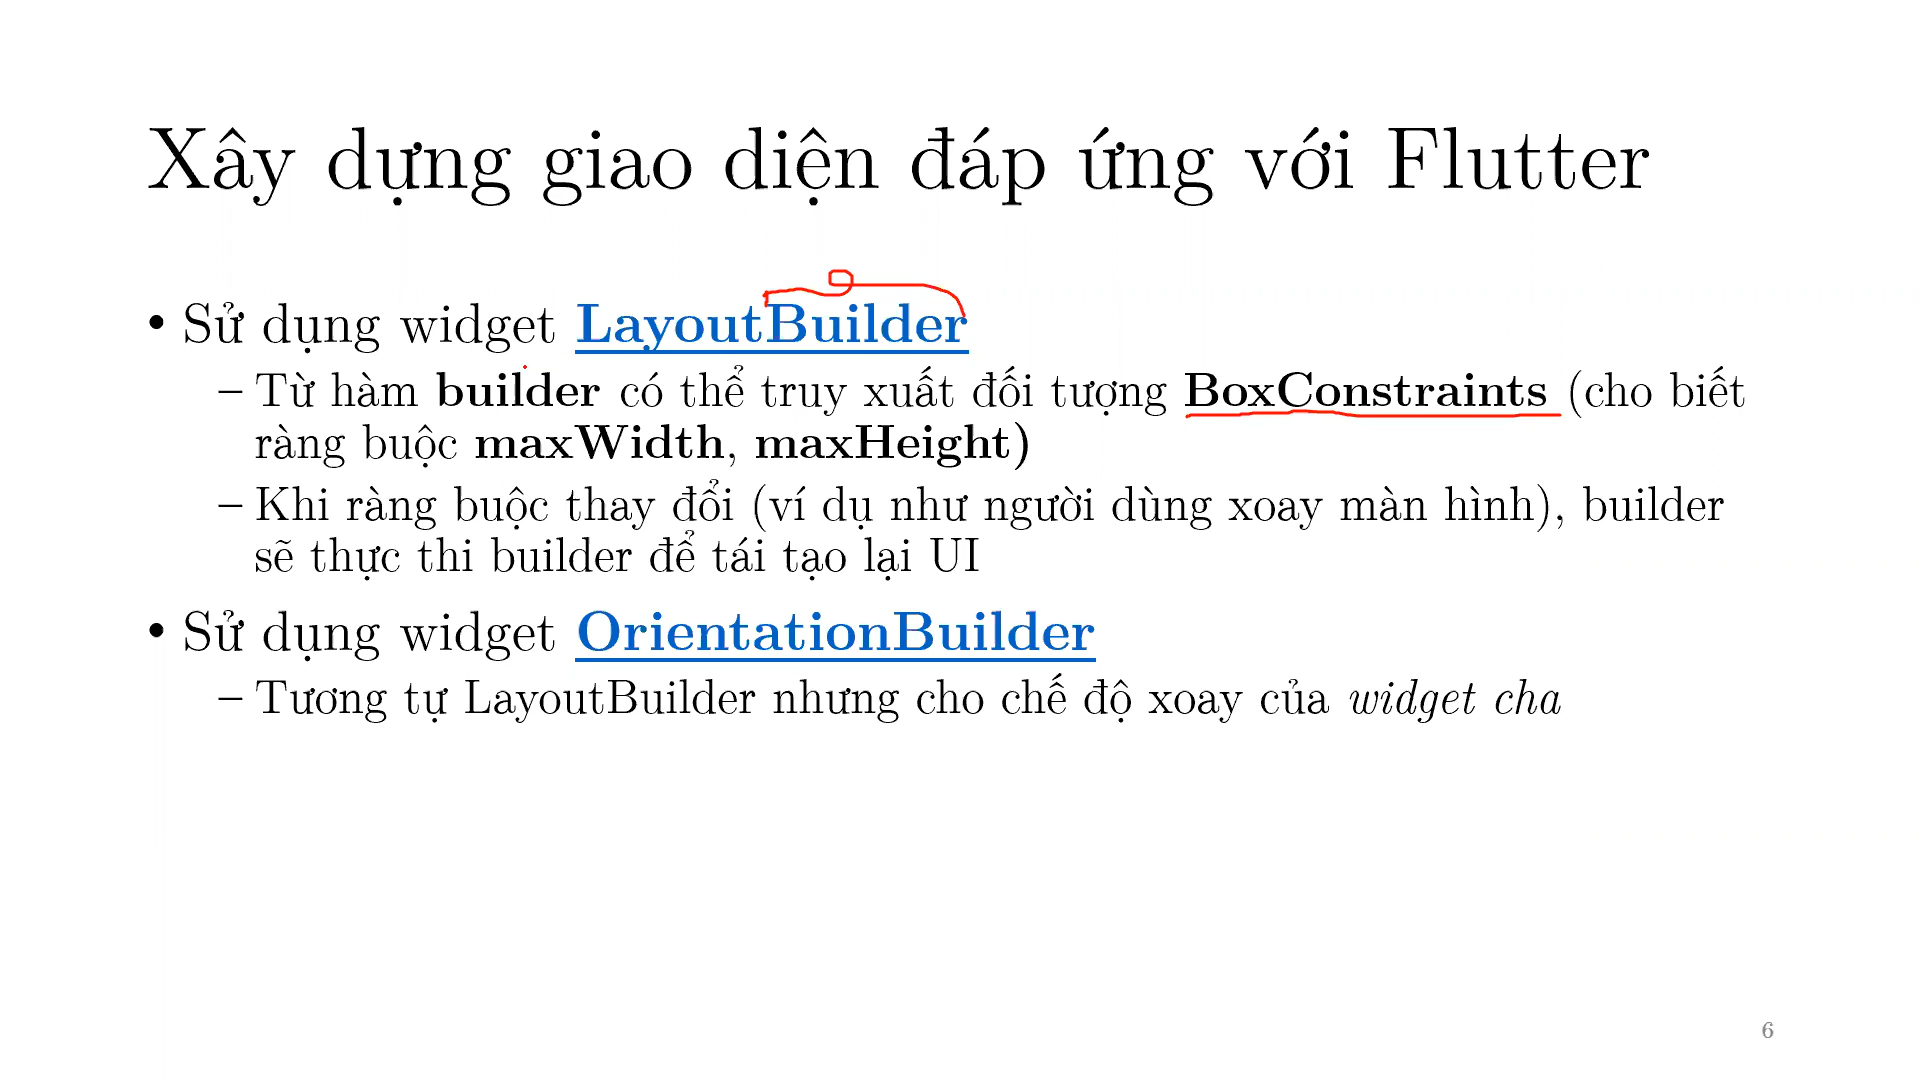 Xây dựng giao diện đáp ứng với Flutter
• Sử dụng widget LayoutBuilder
– Từ hàm builder có thể truy xuất đối tượng BoxConstraints (cho biết
ràng buộc maxWidth, maxHeight)
– Khi ràng buộc thay đổi (ví dụ như người dùng xoay màn hình), builder
sẽ thực thi builder để tái tạo lại UI
• Sử dụng widget OrientationBuilder
– Tương tự LayoutBuilder nhưng cho chế độ xoay của widget cha
6